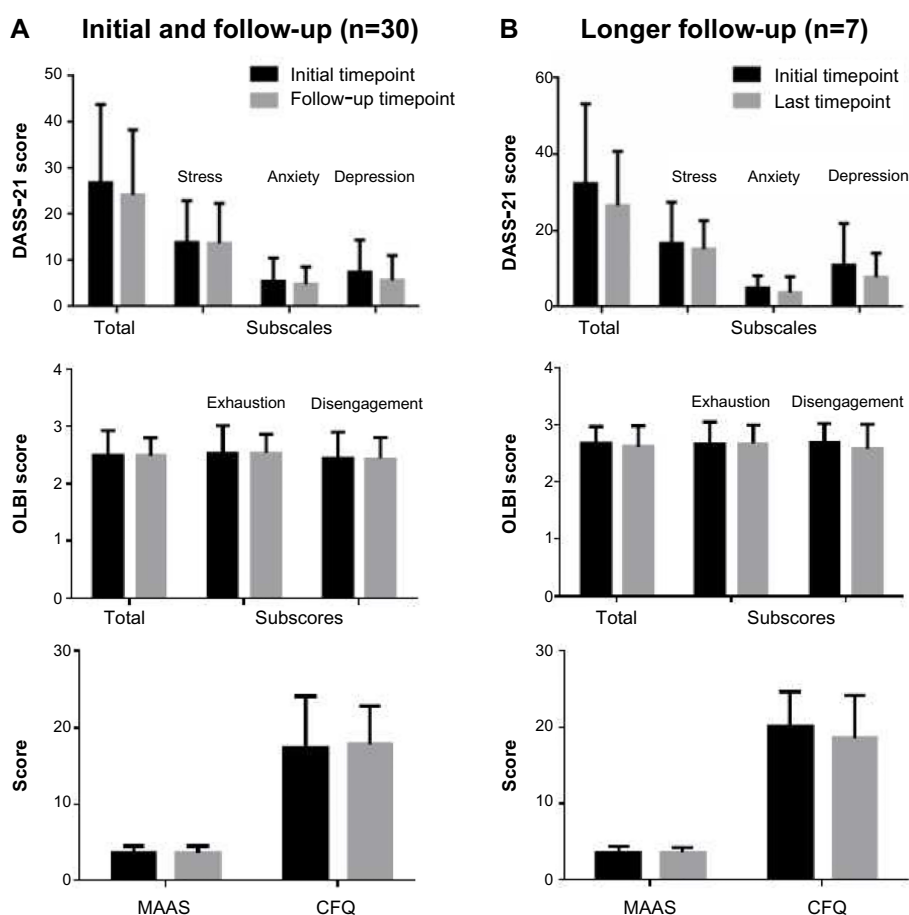 A Initial and follow-up (n=30)
Initial timepoint
Follow-up timepoint
DASS-21 score
50
40
30
20
10
0
Stress
Anxiety
Depression
Total
Subscales
OLBI score
4
3
2
1
0
Exhaustion
Disengagement
Total
Subscores
Score
30
20
10
0
MAAS
CFQ
B Longer follow-up (n=7)
Initial timepoint
Last timepoint
DASS-21 score
60
40
20
0
Stress
Anxiety
Depression
Total
Subscales
OLBI score
4
3
2
1
0
Exhaustion
Disengagement
Total
Subscores
Score
30
20
10
0
MAAS
CFQ